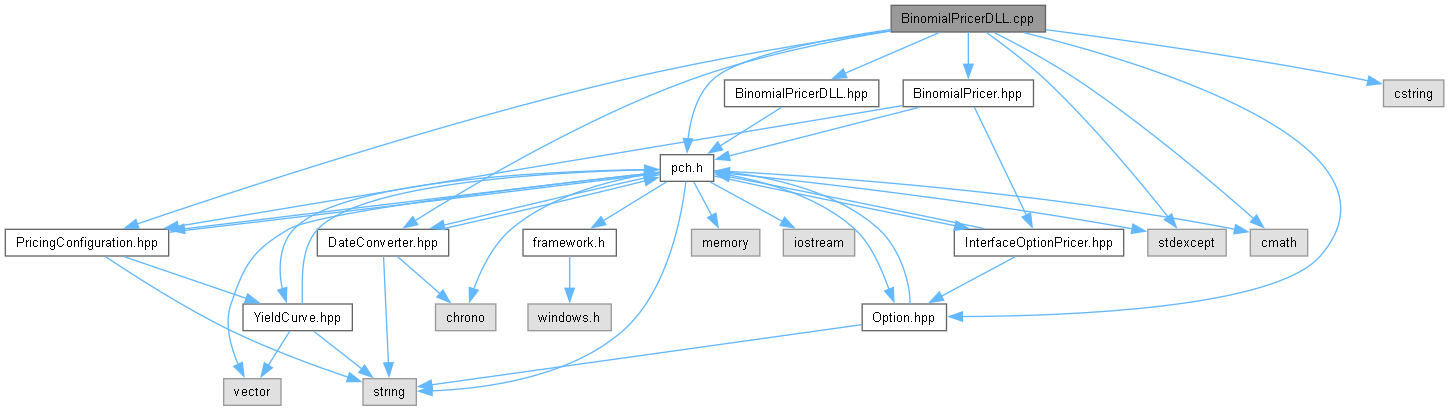 BinomialPricerDLL.cpp
BinomialPricerDLL.hpp
BinomialPricer.hpp
cstring
pch.h
PricingConfiguration.hpp
DateConverter.hpp
framework.h
memory
iostream
InterfaceOptionPricer.hpp
stdexcept
cmath
YieldCurve.hpp
chrono
windows.h
Option.hpp
vector
string